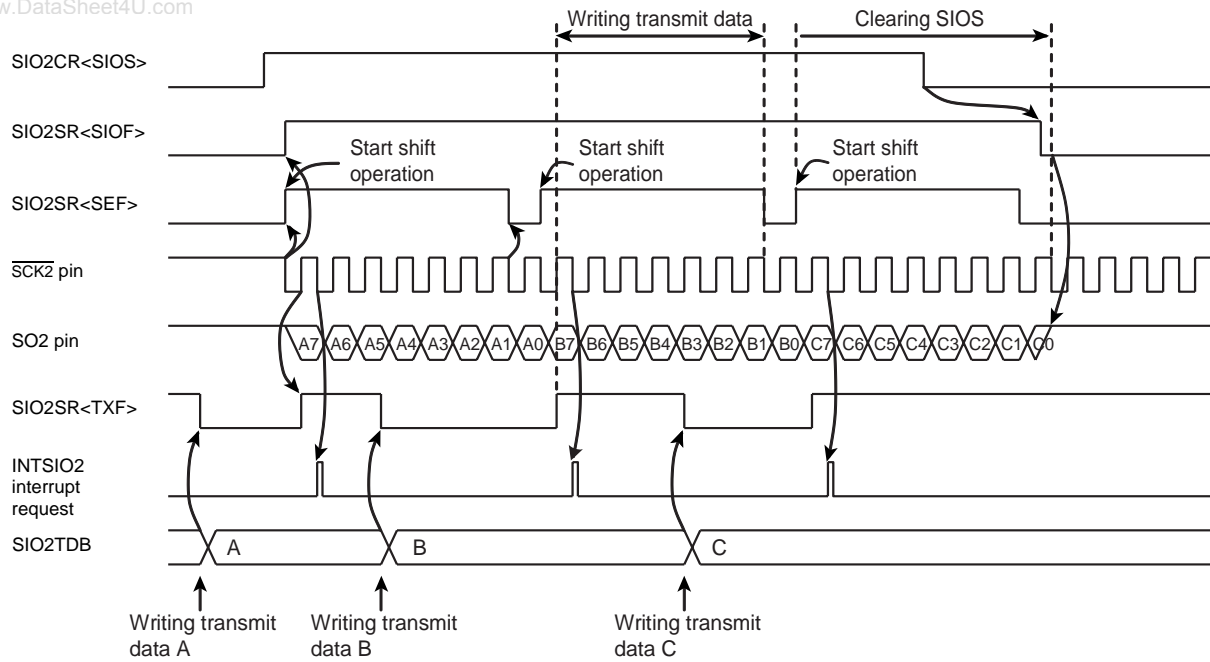 w.DataSheet4U.com
Writing transmit data
Clearing SIOS
SIO2CR<SIOS>
SIO2SR<SIOF>
Start shift
operation
Start shift
operation
Start shift
operation
SIO2SR<SEF>
SCK2 pin
SO2 pin
A7 A6 A5 A4 A3 A2 A1 A0 B7 B6 B5 B4 B3 B2 B1 B0 C7 C6 C5 C4 C3 C2 C1 C0
SIO2SR<TXF>
INTSIO2
interrupt
request
SIO2TDB
A
B
C
Writing transmit
data A
Writing transmit
data B
Writing transmit
data C